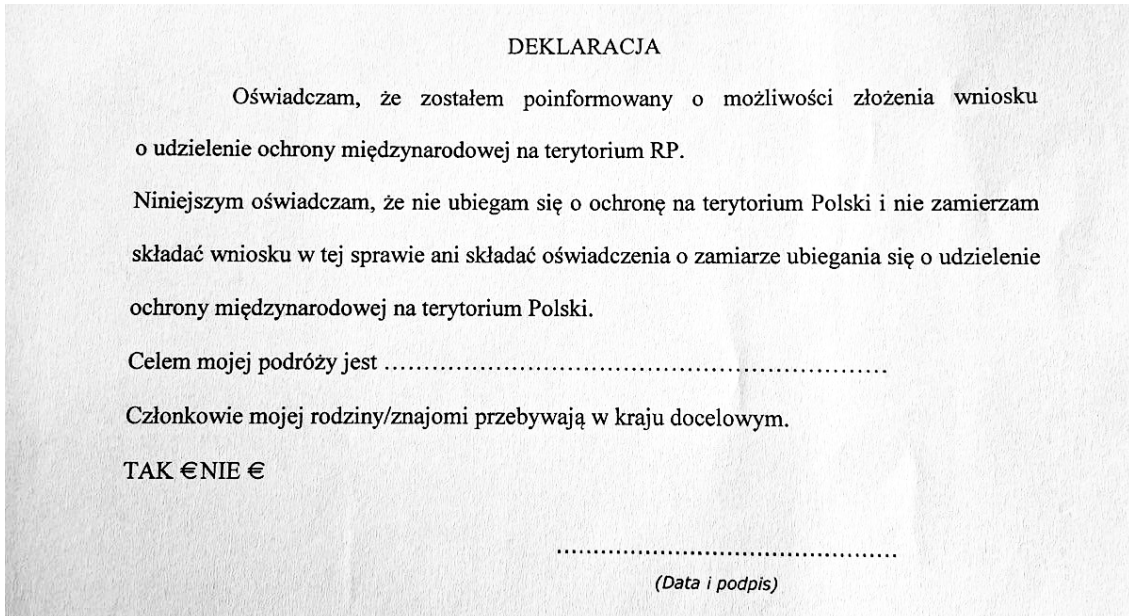 DEKLARACJA
Oświadczam, że zostałem poinformowany o możliwości złożenia wniosku
o udzielenie ochrony międzynarodowej na terytorium RP.
Niniejszym oświadczam, że nie ubiegam się o ochronę na terytorium Polski i nie zamierzam
składać wniosku w tej sprawie ani składać oświadczenia o zamiarze ubiegania się o udzielenie
ochrony międzynarodowej na terytorium Polski.
Celem mojej podróży jest ……………………………………………………………
Członkowie mojej rodziny/znajomi przebywają w kraju docelowym.
TAK €NIE €
................................................
(Data i podpis)